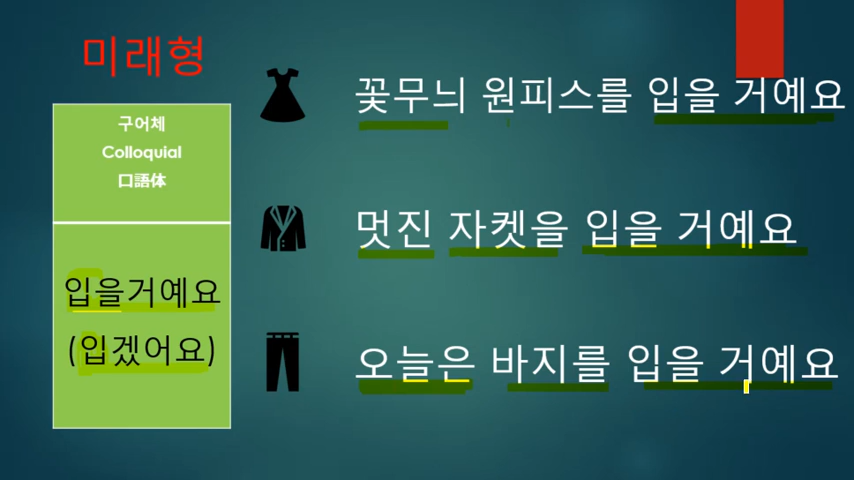 미래형
구어체
Colloquial
口語体
입을거예요
(입겠어요)
꽃무늬 원피스를 입을 거예요
멋진 자켓을 입을 거예요
오늘은 바지를 입을 거예요